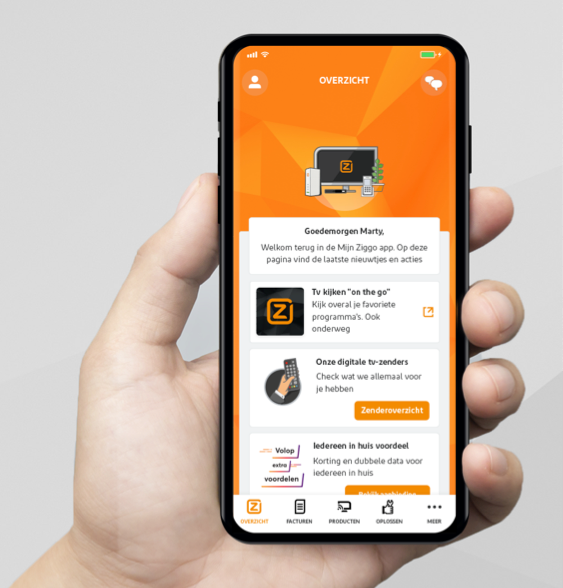 OVERZICHT
Goedemorgen Marty,
Welkom terug in de Mijn Ziggo app. Op deze
pagina vind de laatste nieuwtjes en acties
Tv kijken "on the go"
Kijk overal je favoriete
programma's. Ook
onderweg
Onze digitale tv-zenders
Check wat we allemaal voor
je hebben
Zenderoverzicht
Iedereen in huis voordeel
Volop
extra
voordelen
Korting en dubbele data voor
iedereen in huis
OVERZICHT FACTUREN PRODUCTEN OPLOSSEN MEER